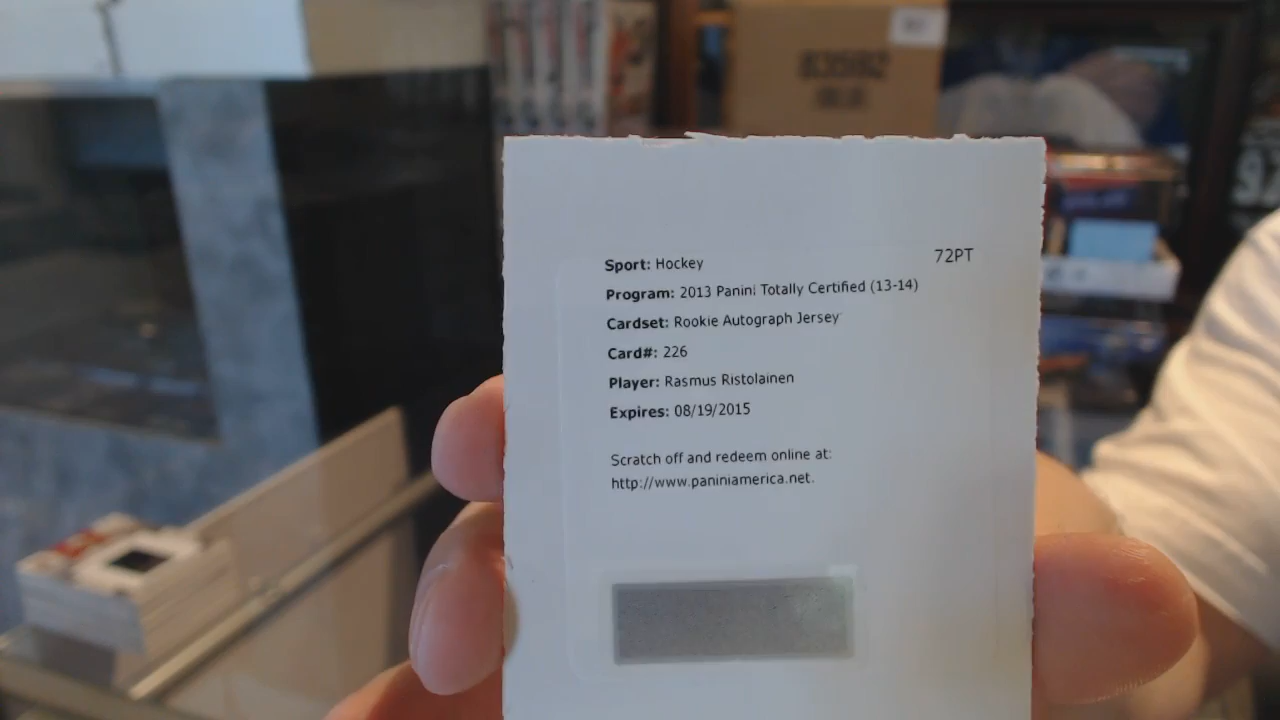 Sport: Hockey
72PT
Program: 2013 Panini Totally Certified (13-14)
Cardset: Rookie Autograph Jersey
Card#: 226
Player: Rasmus Ristolainen
Expires: 08/19/2015
Scratch off and redeem online at:
http://www.paniniamerica.net.